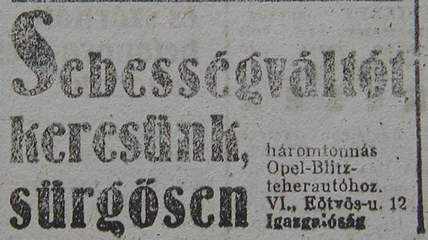 Sebességváltót
keresünk,
sürgősen
háromtonnás
Opel-Blitz-
teherautóhoz.
VI., Eötvös-u. 12
Igazgatóság